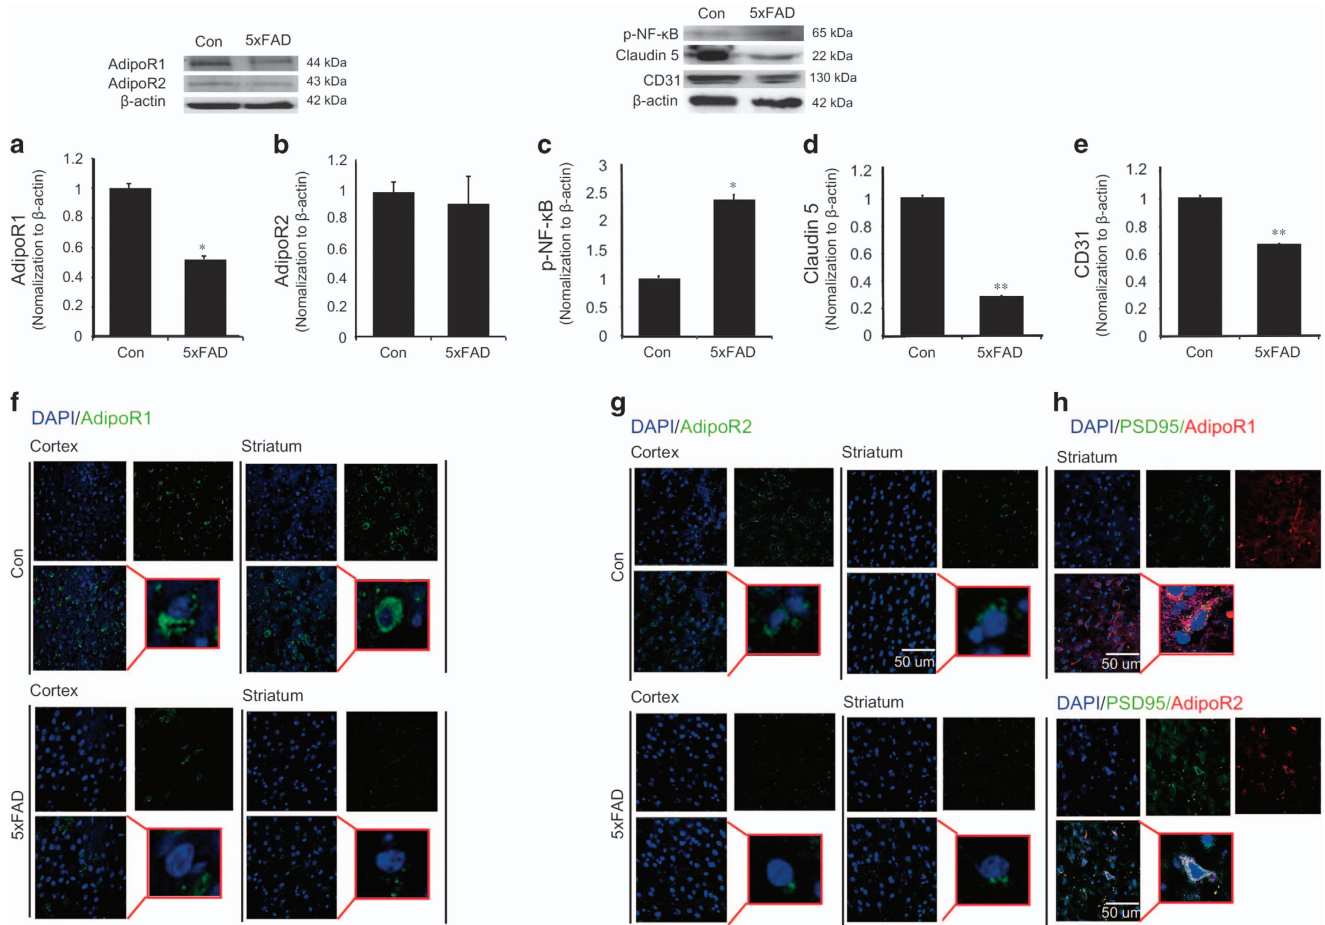 Con 5xFAD
AdipoR1 44 kDa
AdipoR2 43 kDa
β-actin 42 kDa
Con 5xFAD
p-NF-κB 65 kDa
Claudin 5 22 kDa
CD31 130 kDa
β-actin 42 kDa
a
AdipoR1
(Nomalization to β-actin)
1.2
1
0.8
0.6
0.4
0.2
0
*
Con 5xFAD
b
AdipoR2
(Nomalization to β-actin)
1.2
1
0.8
0.6
0.4
0.2
0
Con 5xFAD
c
p-NF-κB
(Nomalization to β-actin)
3
2.5
2
1.5
1
0.5
0
*
Con 5xFAD
d
Claudin 5
(Nomalization to β-actin)
1.2
1
0.8
0.6
0.4
0.2
0
**
Con 5xFAD
e
CD31
(Nomalization to β-actin)
1.2
1
0.8
0.6
0.4
0.2
0
**
Con 5xFAD
f
DAPI/AdipoR1
Cortex Striatum
Con
Cortex Striatum
5xFAD
g
DAPI/AdipoR2
Cortex Striatum
Con
50 um
Cortex Striatum
5xFAD
h
DAPI/PSD95/AdipoR1
Striatum
50 um
DAPI/PSD95/AdipoR2
50 um